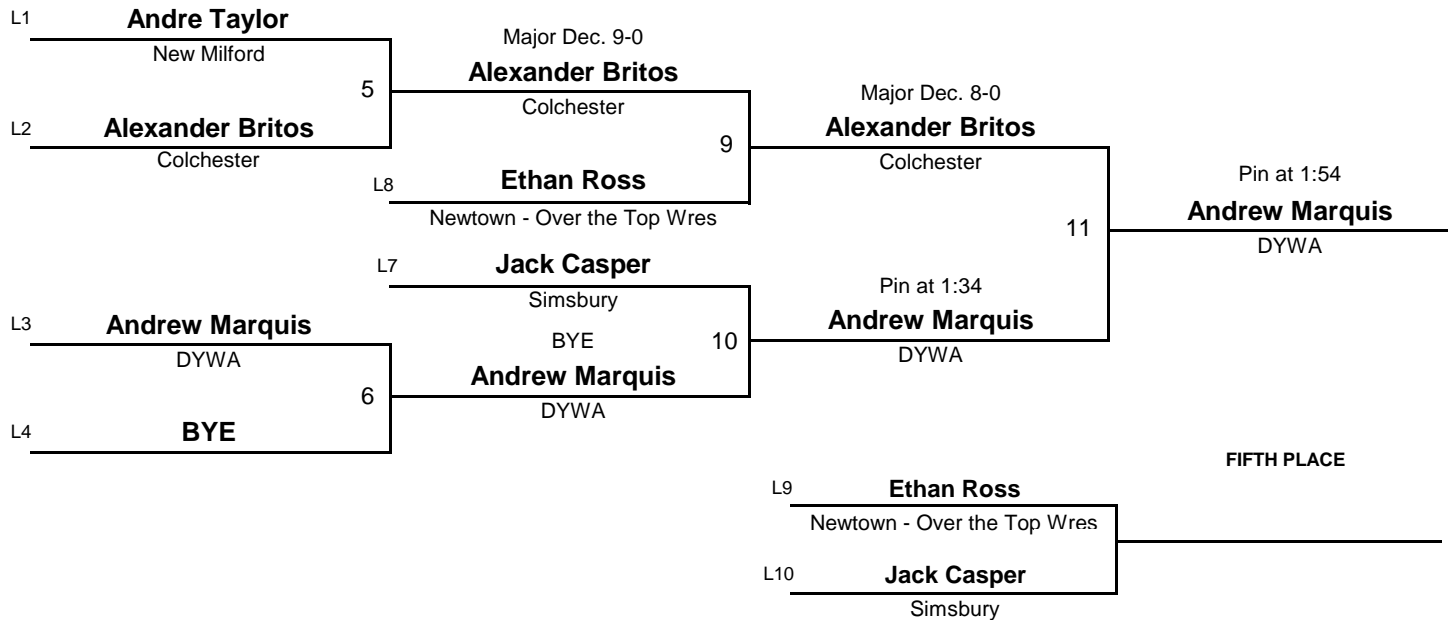 L1
Andre Taylor
New Milford
5
L2
Alexander Britos
Colchester
Major Dec. 9-0
Alexander Britos
Colchester
9
L8
Ethan Ross
Newtown - Over the Top Wres
Major Dec. 8-0
Alexander Britos
Colchester
11
Pin at 1:54
Andrew Marquis
DYWA
L7
Jack Casper
Simsbury
L3
Andrew Marquis
DYWA
6
L4
BYE
BYE
10
Andrew Marquis
DYWA
Pin at 1:34
Andrew Marquis
DYWA
FIFTH PLACE
L9
Ethan Ross
Newtown - Over the Top Wres
L10
Jack Casper
Simsbury